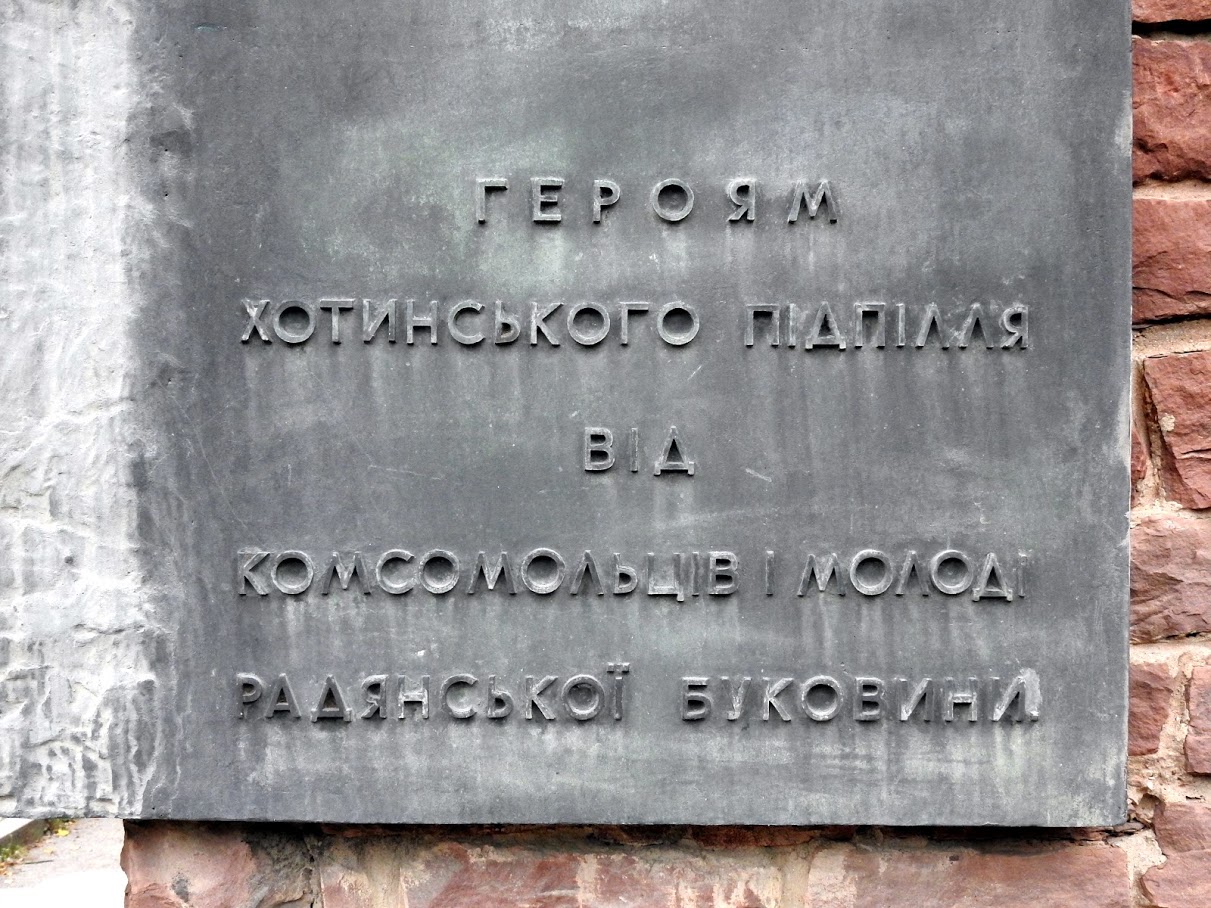 ГЕРОЯМ
ХОТИНСЬКОГО ПІДПІЛЛЯ
ВІД
КОМСОМОЛЬЦІВ І МОЛОДІ
РАДЯНСЬКОЇ БУКОВИНИ